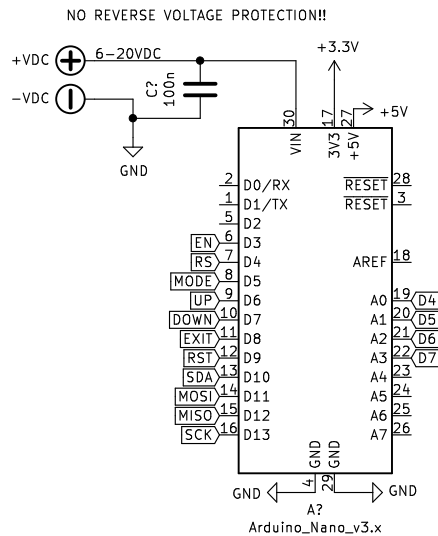 NO REVERSE VOLTAGE PROTECTION!!
+3.3V
+VDC 6-20VDC
C?
100n
-VDC
+5V
GND
30 17 27
VIN 3V3 +5V
2 D0/RX RESET 28
1 D1/TX RESET 3
5 D2
EN 6 D3
RS 7 D4 AREF 18
MODE 8 D5
UP 9 D6 A0 19 D4
DOWN 10 D7 A1 20 D5
EXIT 11 D8 A2 21 D6
RST 12 D9 A3 22 D7
SDA 13 D10 A4 23
MOSI 14 D11 A5 24
MISO 15 D12 A6 25
SCK 16 D13 A7 26
GND GND
4 29
GND GND
A?
Arduino_Nano_v3.x